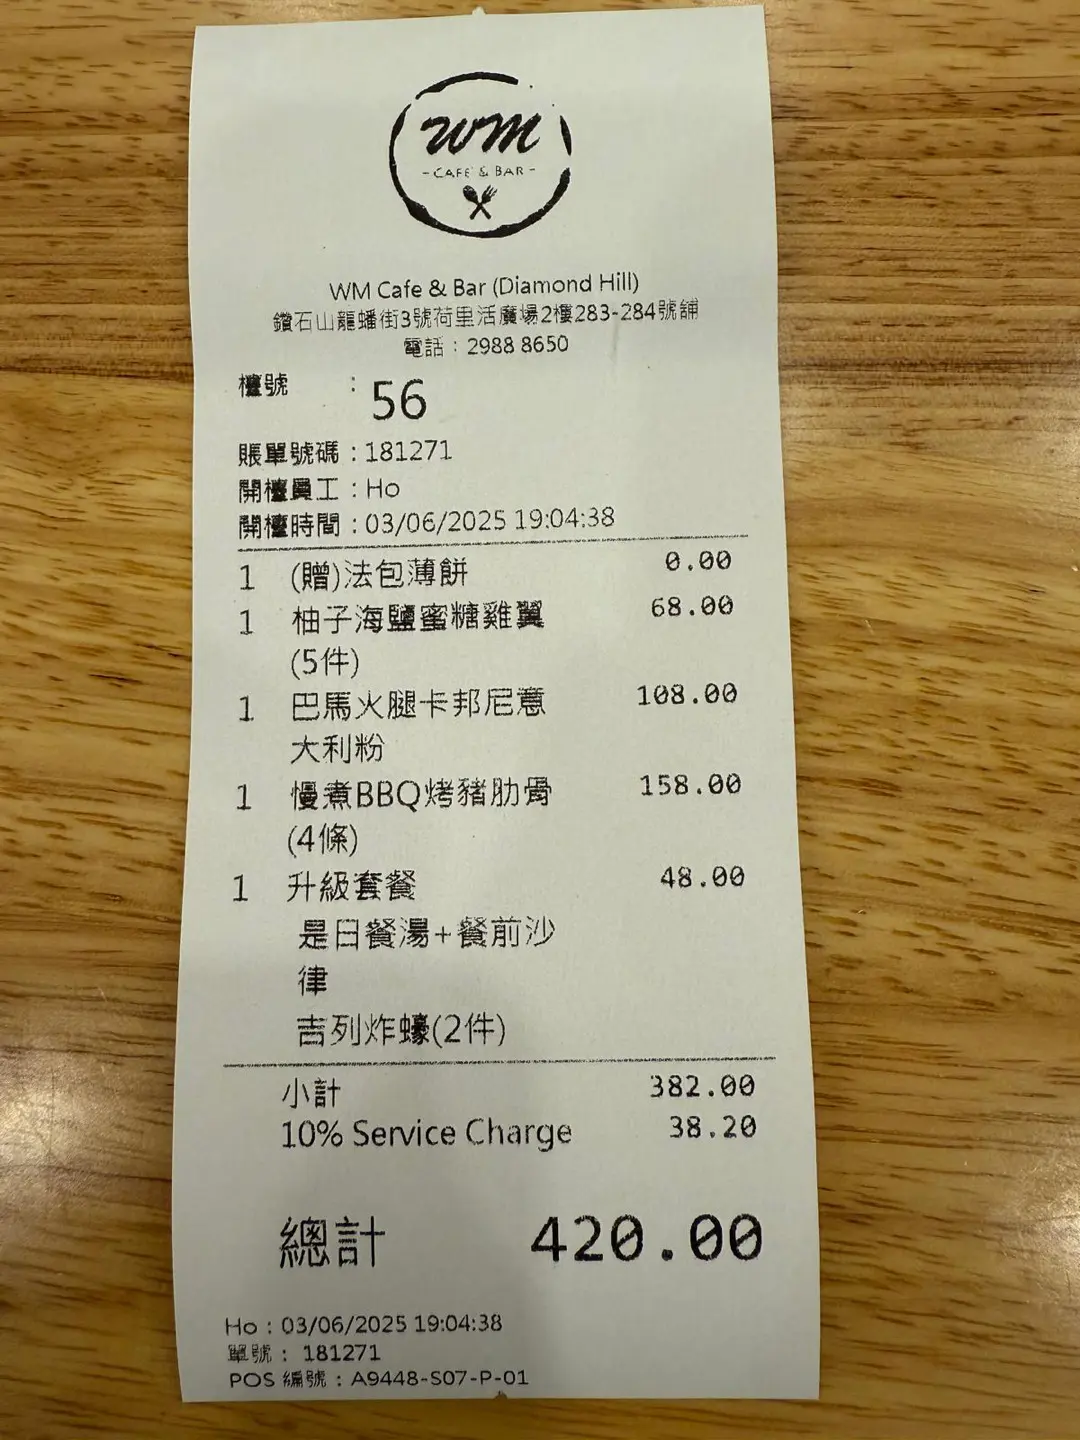 WM
- CAFE & BAR -
WM Cafe & Bar (Diamond Hill)
鑽石山龍蟠街3號荷里活廣場2樓283-284號舖
電話：2988 8650
檯號 : 56
賬單號碼 : 181271
開檯員工 : Ho
開檯時間 : 03/06/2025 19:04:38
1 (贈)法包薄餅 0.00
1 柚子海鹽蜜糖雞翼 68.00
(5件)
1 巴馬火腿卡邦尼意 108.00
大利粉
1 慢煮BBQ烤豬肋骨 158.00
(4條)
1 升級套餐 48.00
是日餐湯+餐前沙
律
吉列炸蠔(2件)
小計 382.00
10% Service Charge 38.20
總計 420.00
Ho : 03/06/2025 19:04:38
單號 : 181271
POS 編號 : A9448-S07-P-01